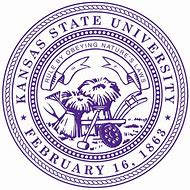 KANSAS STATE UNIVERSITY
RULE BY OBEYING NATURE'S LAWS
FEBRUARY 16, 1863